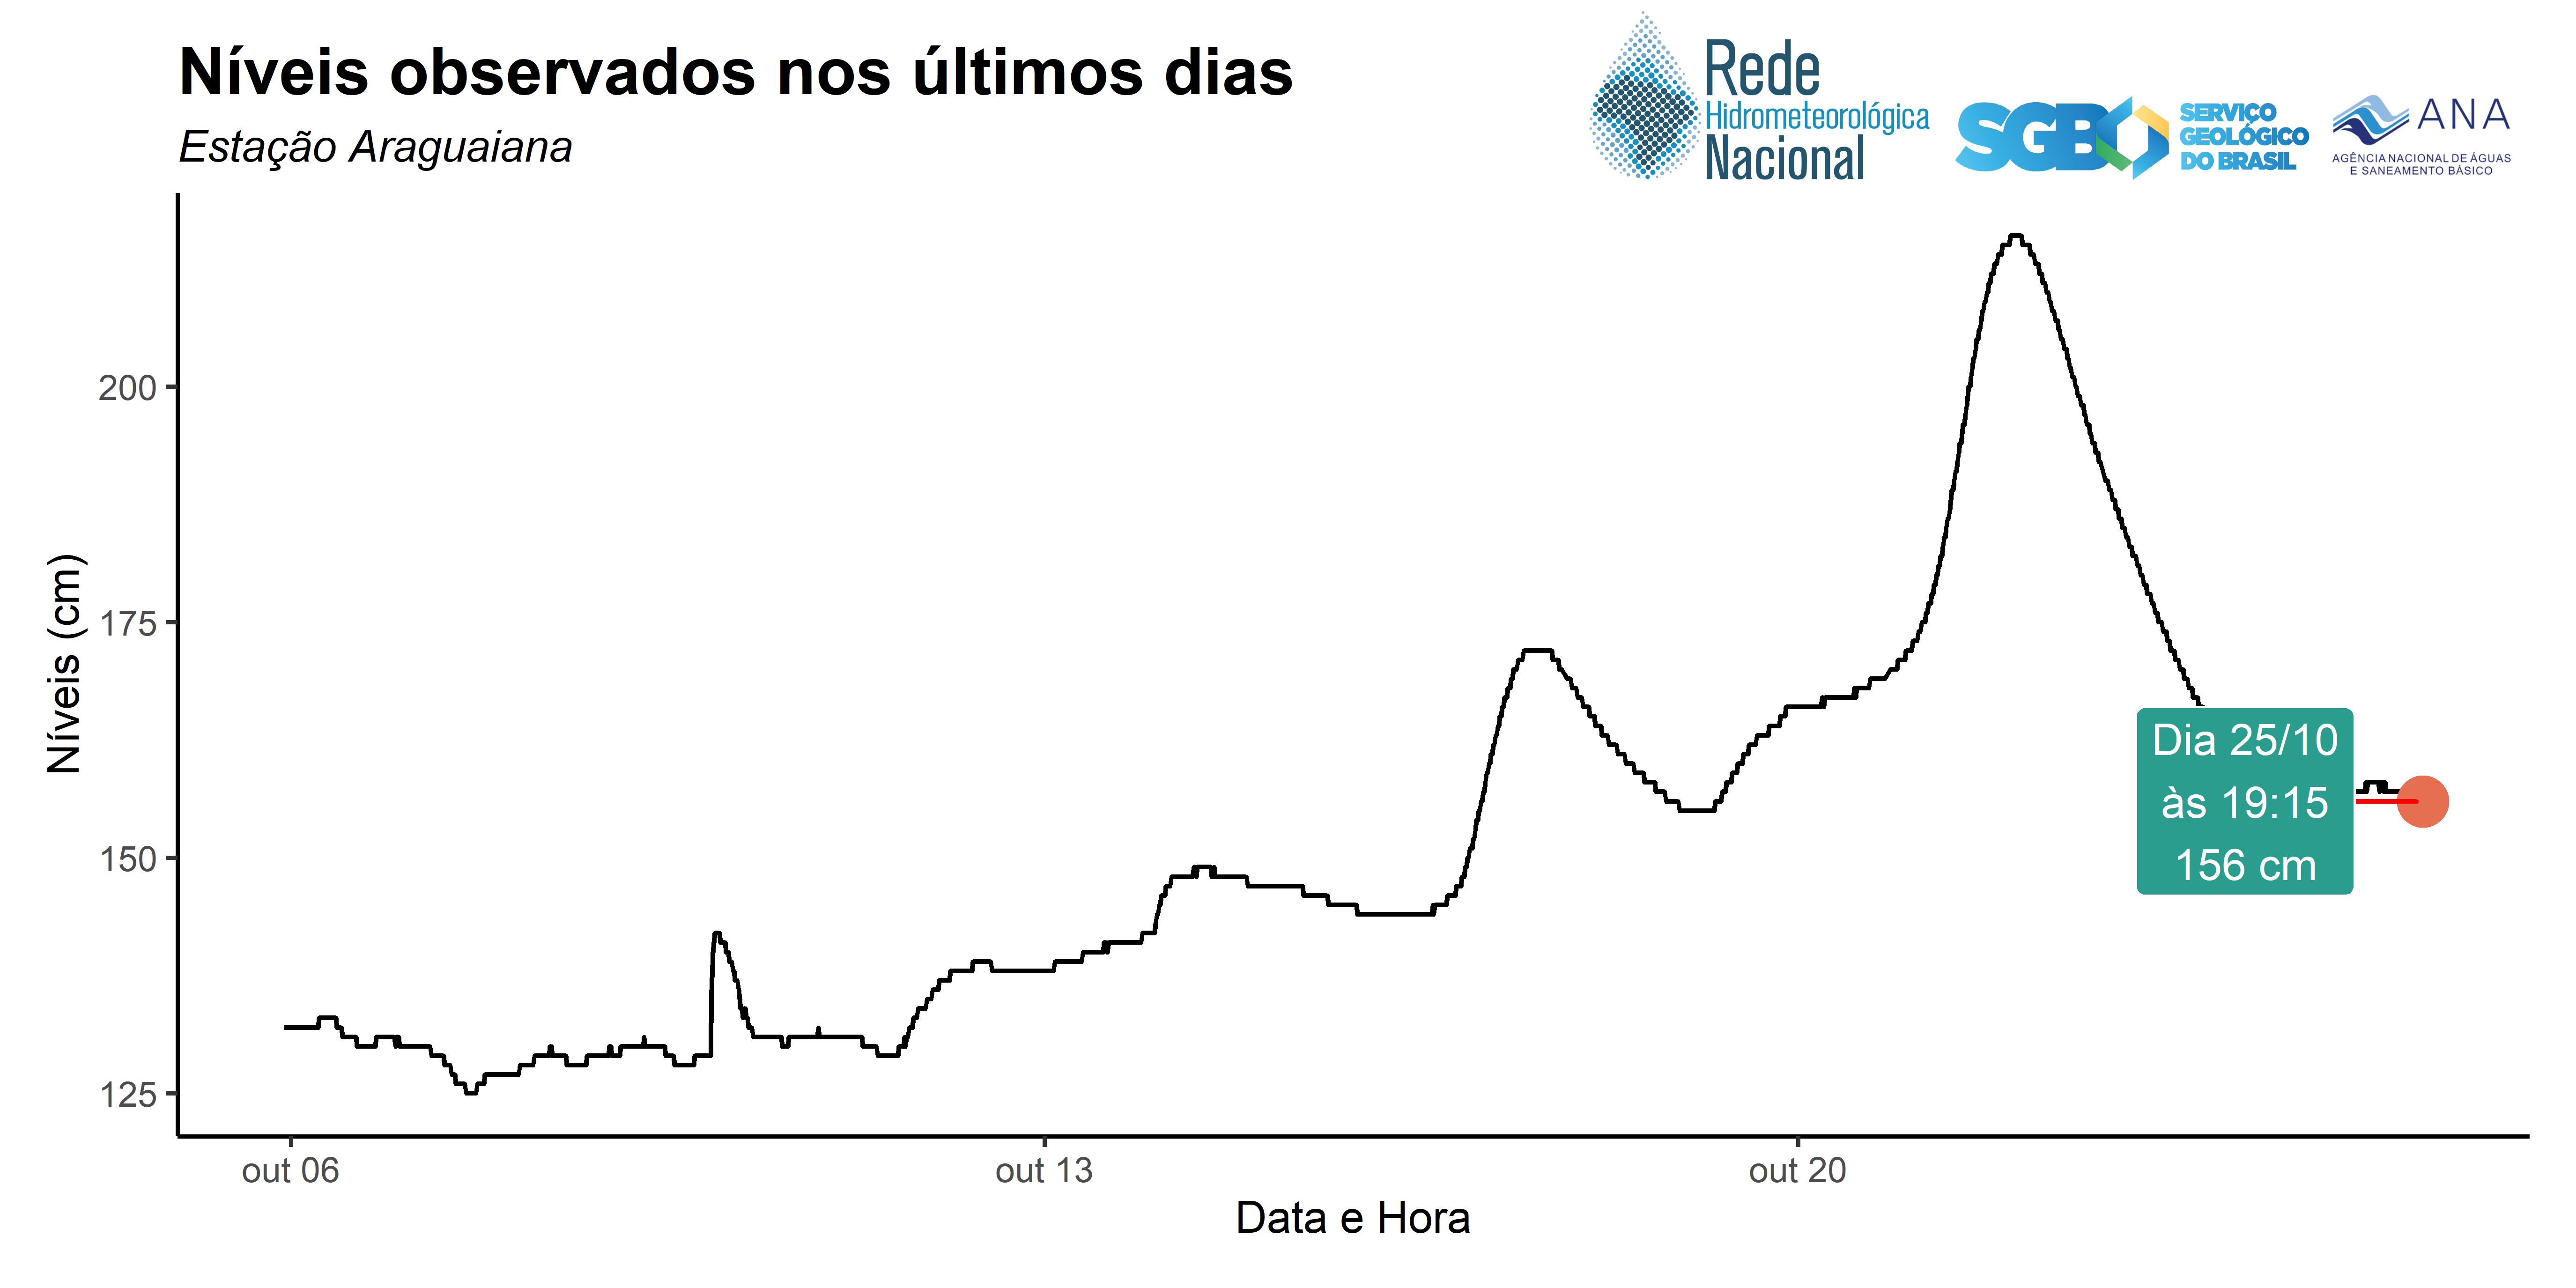 Níveis observados nos últimos dias
Estação Araguaiana
Rede
Hidrometeorológica
Nacional
SGB
SERVIÇO
GEOLÓGICO
DO BRASIL
ANA
AGÊNCIA NACIONAL DE ÁGUAS
E SANEAMENTO BÁSICO
Níveis (cm)
200
175
150
125
Dia 25/10
às 19:15
156 cm
out 06
out 13
out 20
Data e Hora